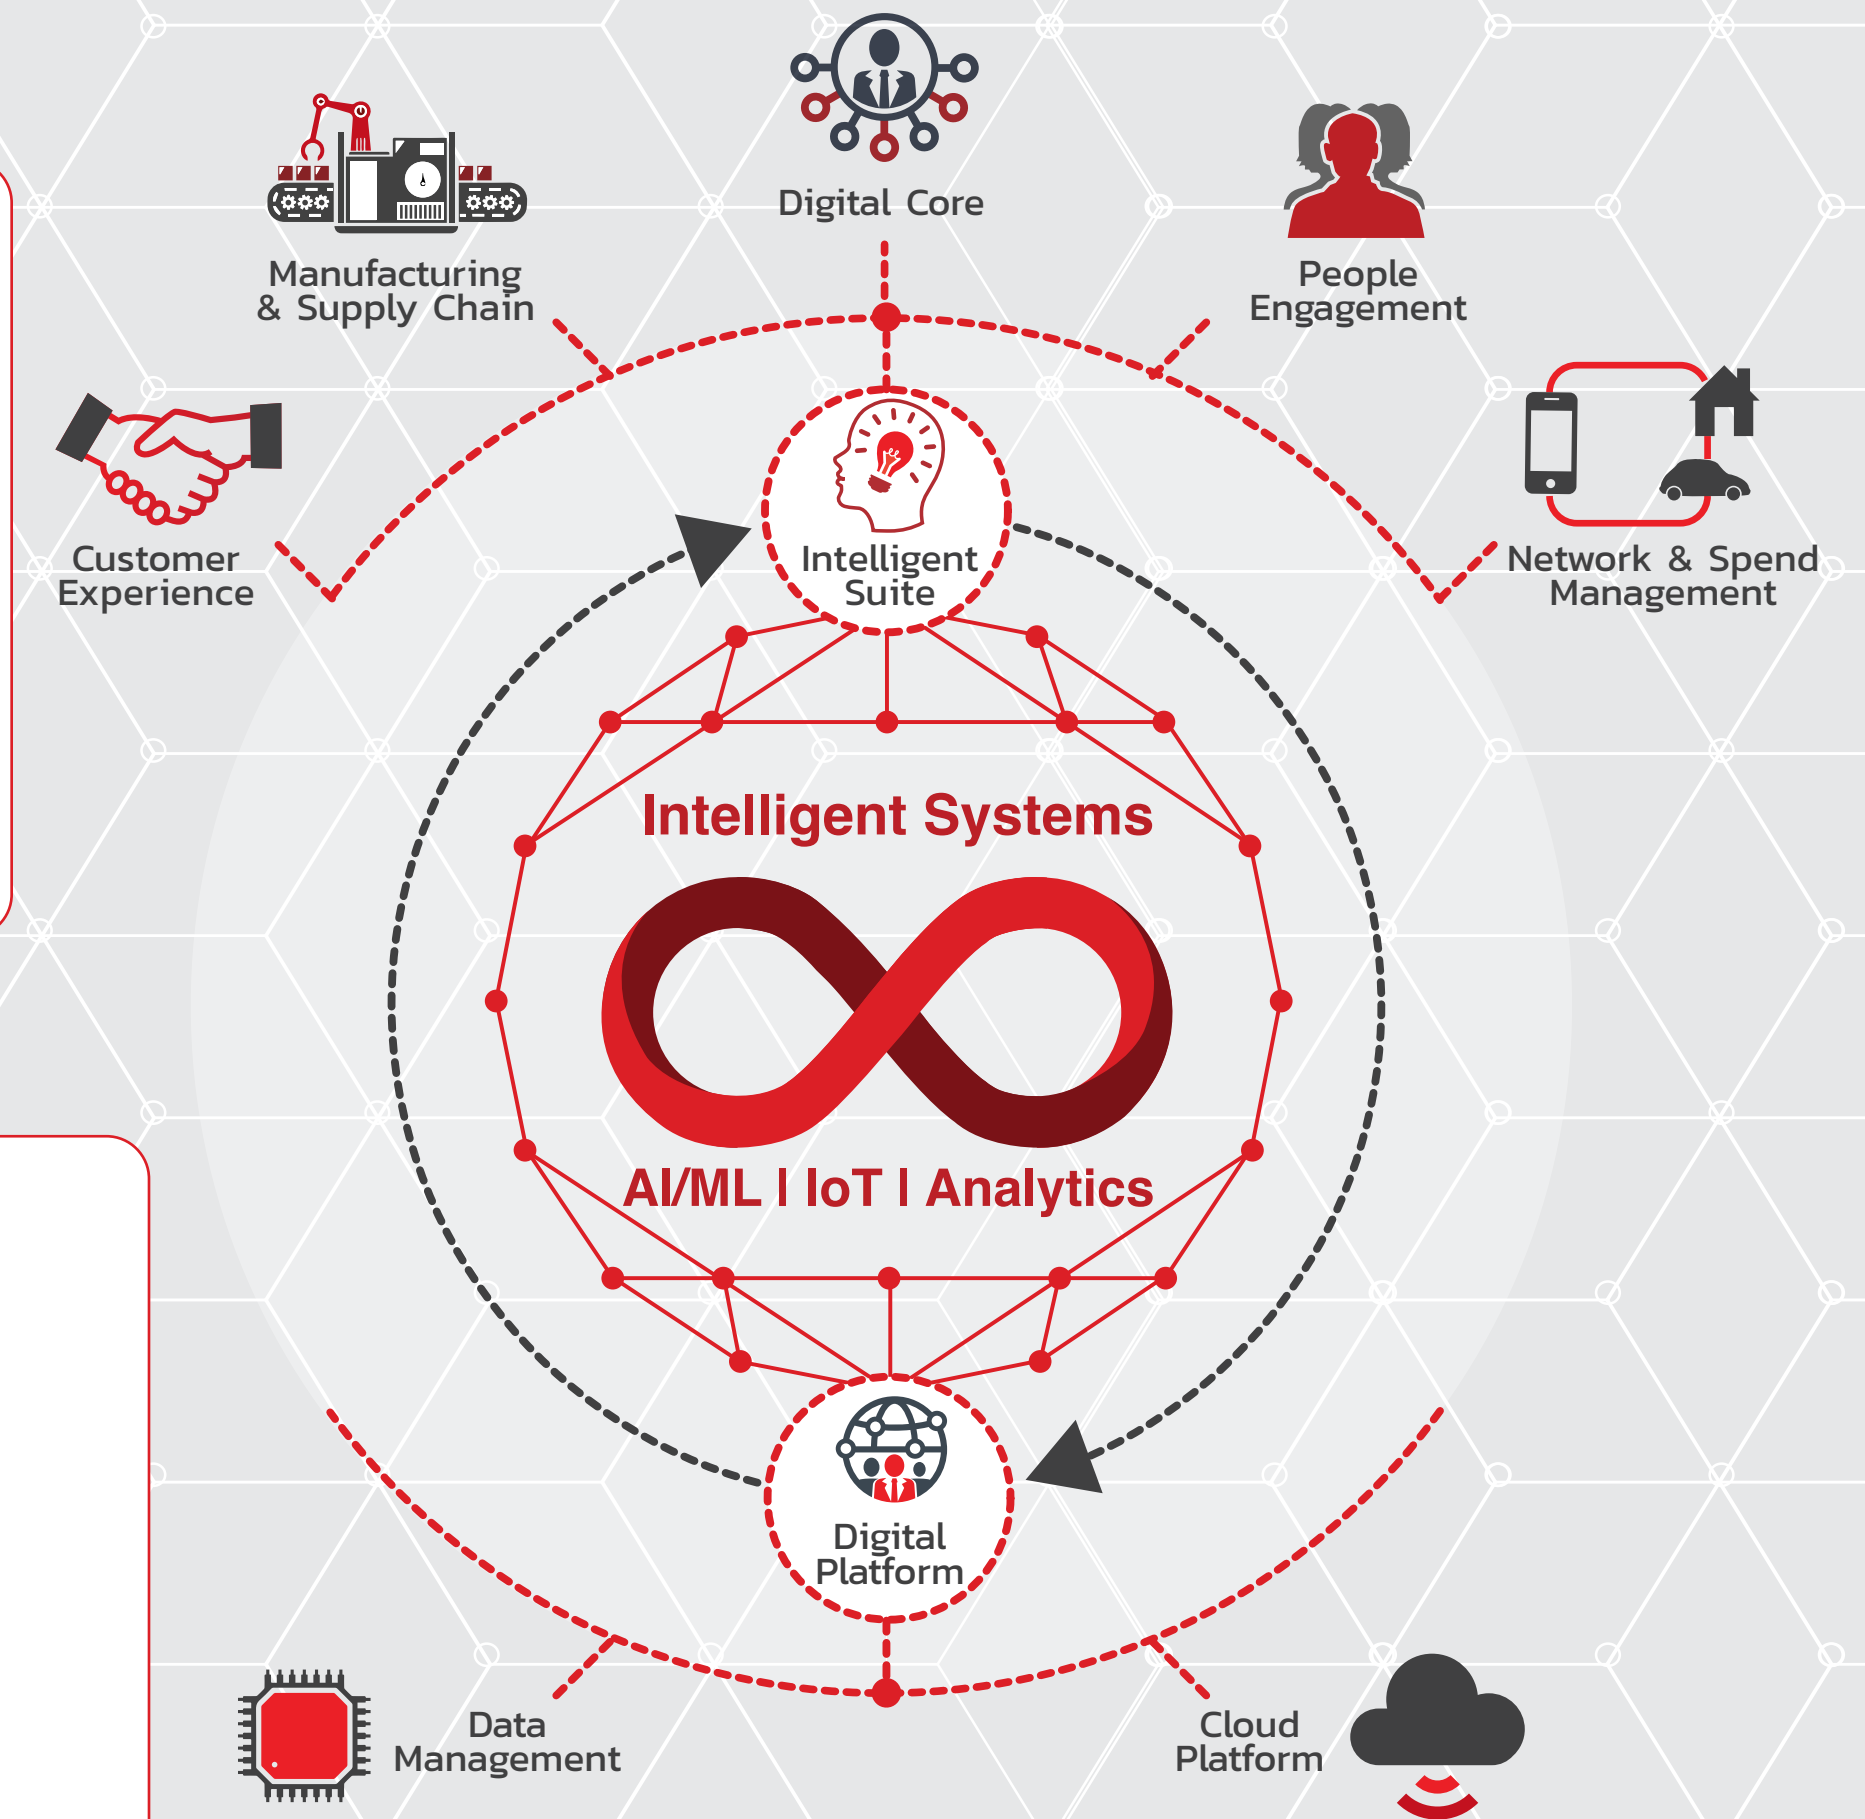 Digital Core
Manufacturing
& Supply Chain
People
Engagement
Customer
Experience
Intelligent
Suite
Network & Spend
Management
Intelligent Systems
AI/ML | IoT | Analytics
Digital
Platform
Data
Management
Cloud
Platform